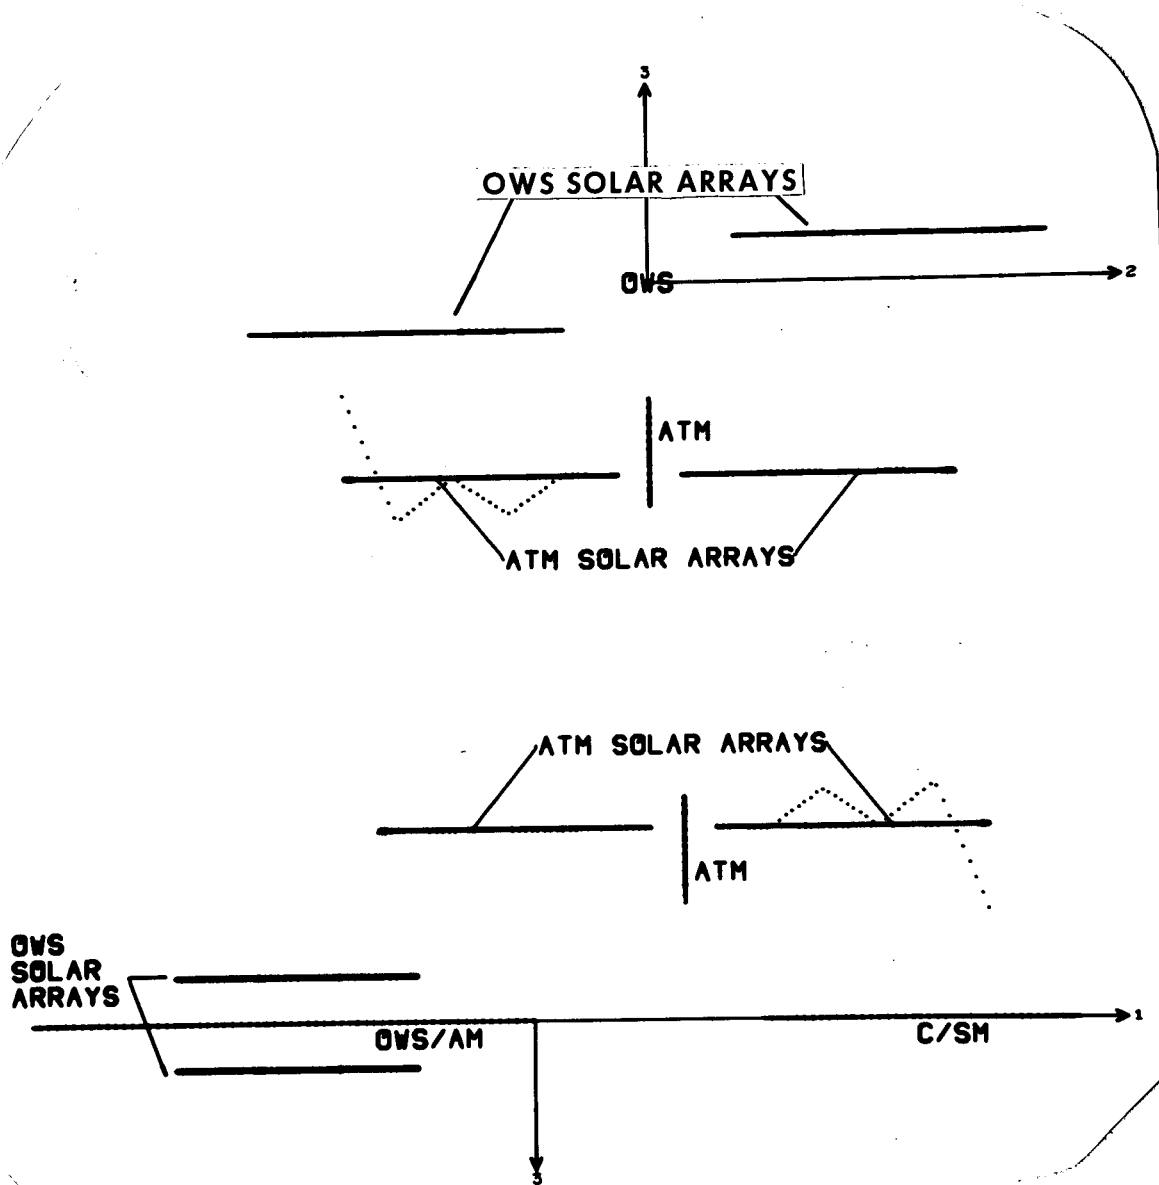 3
OWS SOLAR ARRAYS
2
OWS
ATM
ATM SOLAR ARRAYS
ATM SOLAR ARRAYS
ATM
OWS
SOLAR
ARRAYS
1
OWS/AM
C/SM
3